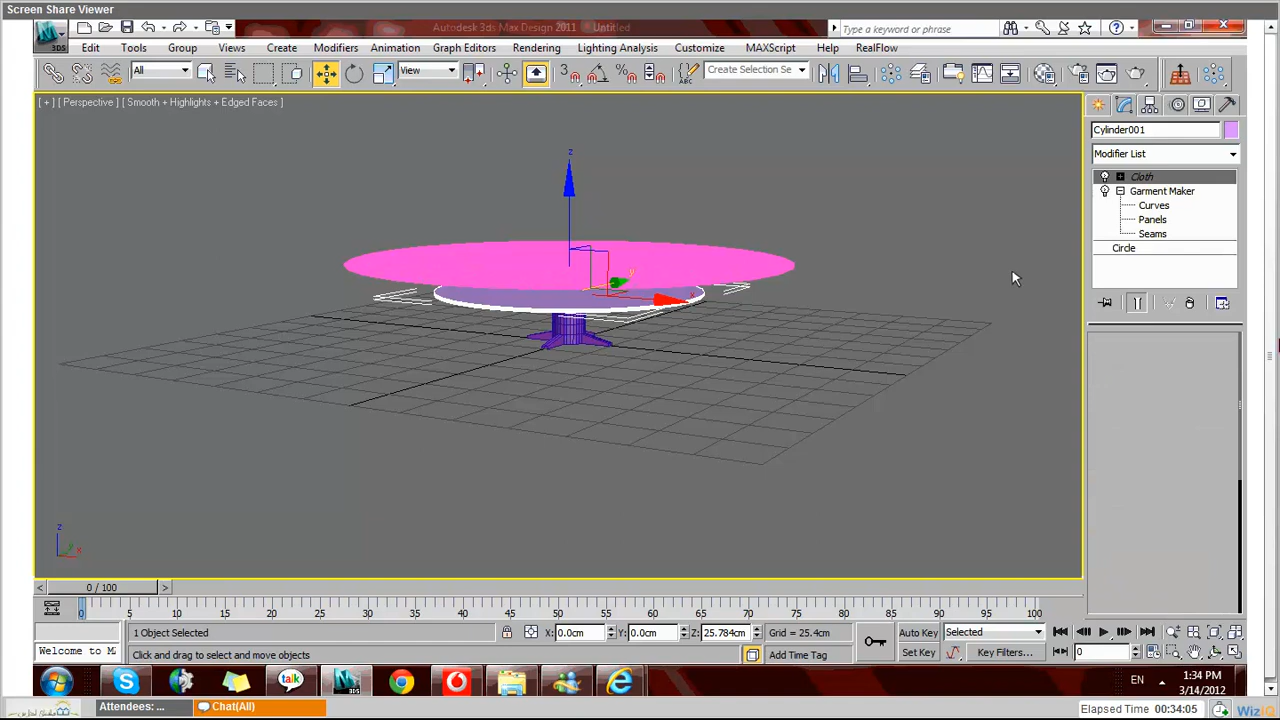 Screen Share Viewer
Autodesk 3ds Max Design 2011 Untitled
Type a keyword or phrase
3DS
Edit Tools Group Views Create Modifiers Animation Graph Editors Rendering Lighting Analysis Customize MAXScript Help RealFlow
All View 3 ABC Create Selection Se
[ + ] [ Perspective ] [ Smooth + Highlights + Edged Faces ]
Cylinder001
Modifier List
Cloth
Garment Maker
Curves
Panels
Seams
Circle
z
y
x
z
x
< 0 / 100 >
0 5 10 15 20 25 30 35 40 45 50 55 60 65 70 75 80 85 90 95 100
1 Object Selected X: 0.0cm Y: 0.0cm Z: 25.784cm Grid = 25.4cm Auto Key Selected
Welcome to M Click and drag to select and move objects Add Time Tag Set Key Key Filters... 0
talk 3DS EN 1:34 PM
3/14/2012
Attendees: ... Chat(All) Elapsed Time 00:34:05 WizIQ